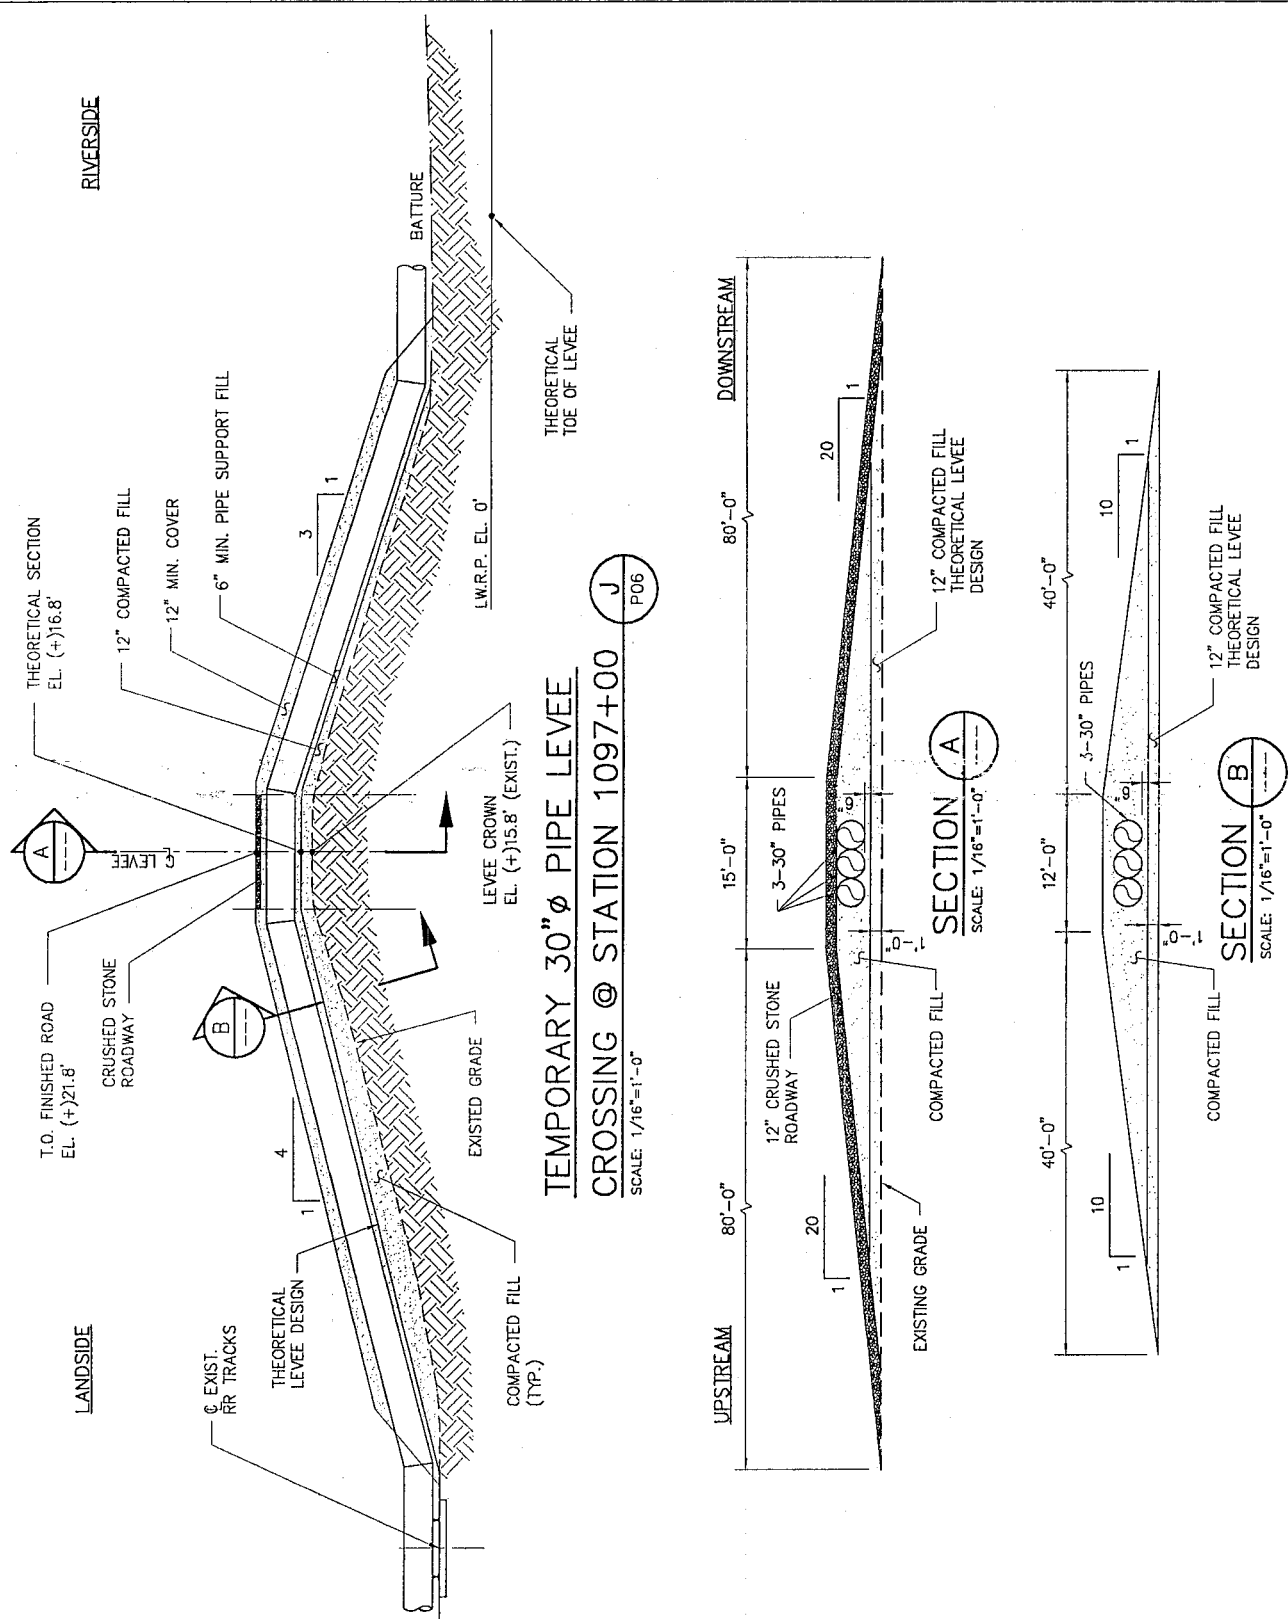 LANDSIDE
RIVERSIDE
T.O. FINISHED ROAD
EL. (+)21.8'
CRUSHED STONE
ROADWAY
A
----
℄ LEVEE
THEORETICAL SECTION
EL. (+)16.8'
12" COMPACTED FILL
12" MIN. COVER
6" MIN. PIPE SUPPORT FILL
3
1
BATTURE
℄ EXIST.
RR TRACKS
THEORETICAL
LEVEE DESIGN
4
1
B
----
COMPACTED FILL
(TYP.)
EXISTED GRADE
LEVEE CROWN
EL. (+)15.8' (EXIST.)
L.W.R.P. EL. 0'
THEORETICAL
TOE OF LEVEE
TEMPORARY 30"ø PIPE LEVEE
CROSSING @ STATION 1097+00
SCALE: 1/16"=1'-0"
J
P06
UPSTREAM
DOWNSTREAM
80'-0"
15'-0"
80'-0"
20
1
12" CRUSHED STONE
ROADWAY
3-30" PIPES
20
1
6"
1'-0"
EXISTING GRADE
COMPACTED FILL
12" COMPACTED FILL
THEORETICAL LEVEE
DESIGN
SECTION
SCALE: 1/16"=1'-0"
A
----
40'-0"
12'-0"
40'-0"
10
1
3-30" PIPES
10
1
6"
1'-0"
COMPACTED FILL
12" COMPACTED FILL
THEORETICAL LEVEE
DESIGN
SECTION
SCALE: 1/16"=1'-0"
B
----